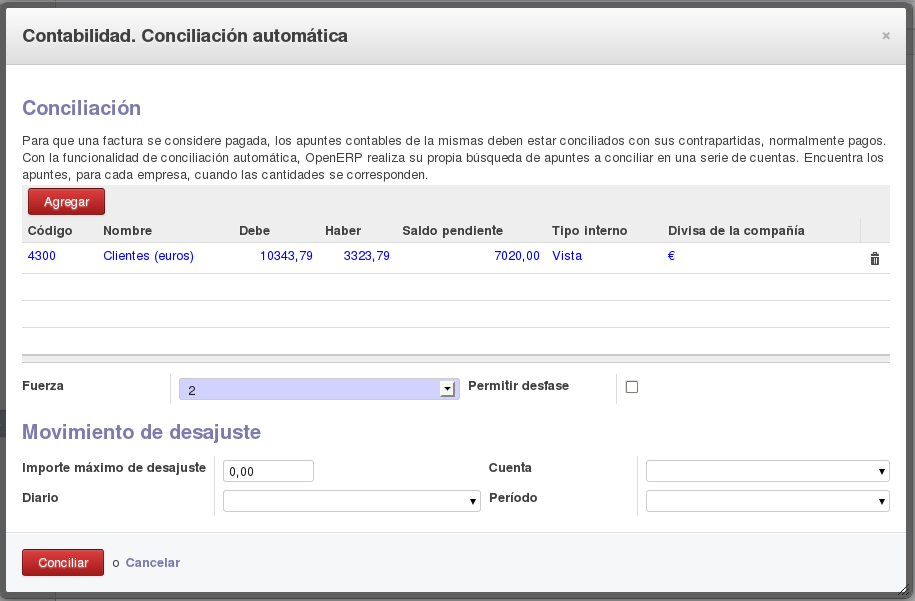 Contabilidad. Conciliación automática
×
Conciliación
Para que una factura se considere pagada, los apuntes contables de la mismas deben estar conciliados con sus contrapartidas, normalmente pagos.
Con la funcionalidad de conciliación automática, OpenERP realiza su propia búsqueda de apuntes a conciliar en una serie de cuentas. Encuentra los
apuntes, para cada empresa, cuando las cantidades se corresponden.
Agregar
Código Nombre Debe Haber Saldo pendiente Tipo interno Divisa de la compañía
4300 Clientes (euros) 10343,79 3323,79 7020,00 Vista €
Fuerza 2 Permitir desfase
Movimiento de desajuste
Importe máximo de desajuste 0,00 Cuenta
Diario Período
Conciliar o Cancelar